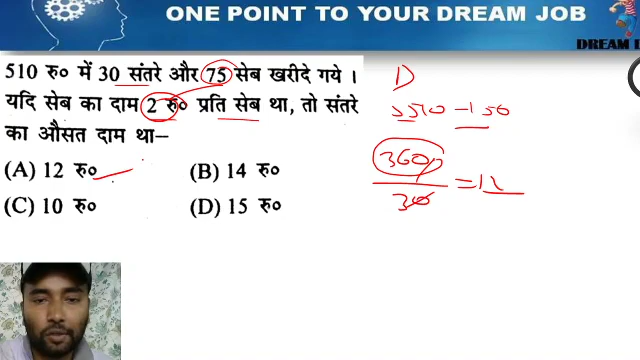 ONE POINT TO YOUR DREAM JOB
DREAM
510 रु० में 30 संतरे और 75 सेब खरीदे गये ।
यदि सेब का दाम 2 रु० प्रति सेब था, तो संतरे
का औसत दाम था–
(A) 12 रु०
(B) 14 रु०
(C) 10 रु०
(D) 15 रु०
510 - 150
360
30
= 12